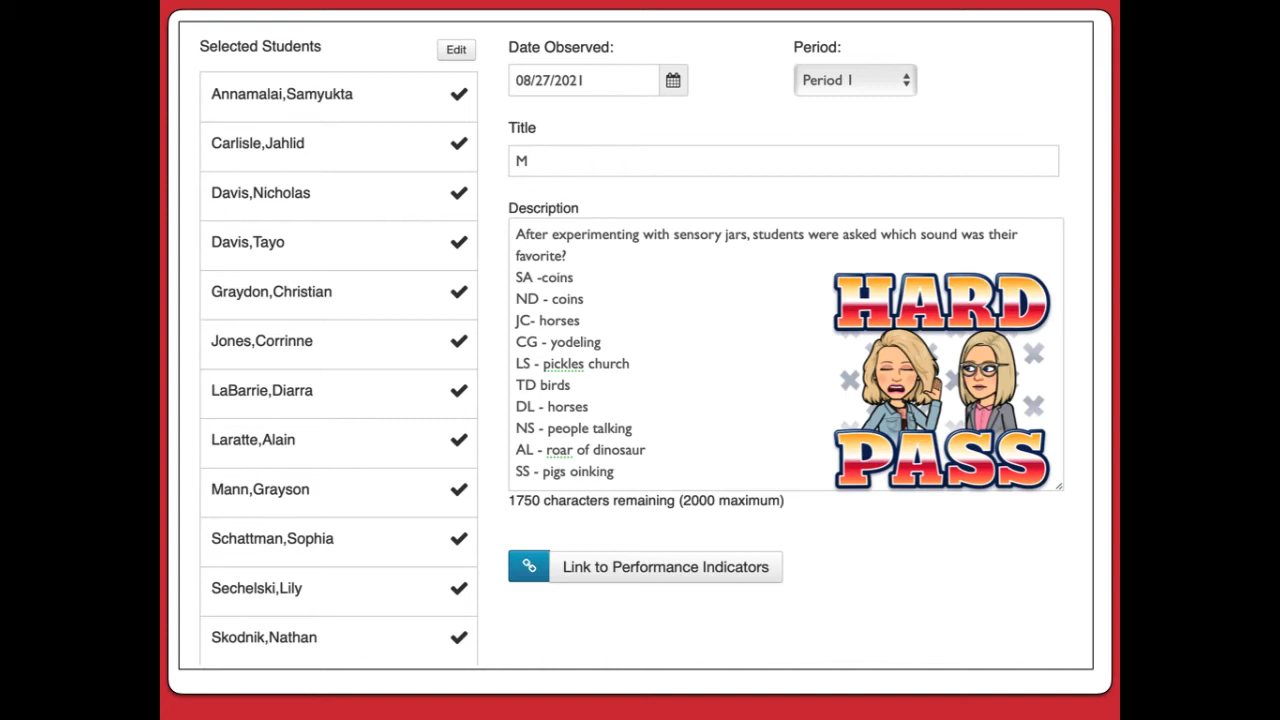 Selected Students
Edit
Annamalai,Samyukta
Carlisle,Jahlid
Davis,Nicholas
Davis,Tayo
Graydon,Christian
Jones,Corrinne
LaBarrie,Diarra
Laratte,Alain
Mann,Grayson
Schattman,Sophia
Sechelski,Lily
Skodnik,Nathan
Date Observed:
08/27/2021
Period:
Period 1
Title
M
Description
After experimenting with sensory jars, students were asked which sound was their
favorite?
SA -coins
ND - coins
JC- horses
CG - yodeling
LS - pickles church
TD birds
DL - horses
NS - people talking
AL - roar of dinosaur
SS - pigs oinking
HARD
PASS
1750 characters remaining (2000 maximum)
Link to Performance Indicators